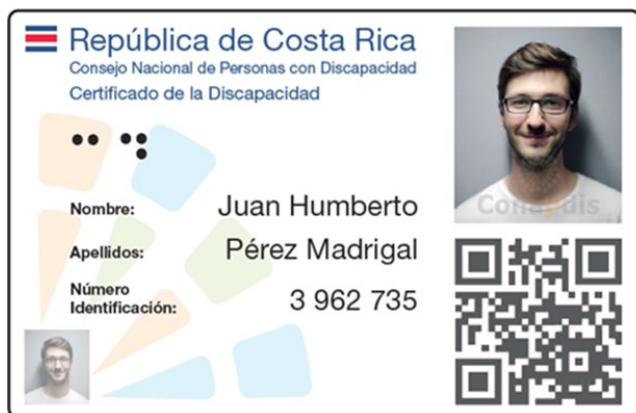 República de Costa Rica
Consejo Nacional de Personas con Discapacidad
Certificado de la Discapacidad
⠉⠙
Nombre: Juan Humberto
Apellidos: Pérez Madrigal
Número
Identificación: 3 962 735
Conapdis